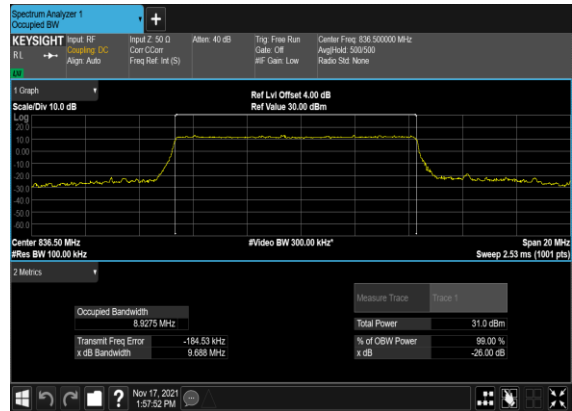 Spectrum Analyzer 1
Occupied BW
+
KEYSIGHT Input: RF Input Z: 50 Ω Atten: 40 dB Trig: Free Run Center Freq: 836.500000 MHz
RL Coupling: DC Corr CCorr Gate: Off Avg|Hold: 500/500
Align: Auto Freq Ref: Int (S) #IF Gain: Low Radio Std: None
1 Graph
Scale/Div 10.0 dB
Ref Lvl Offset 4.00 dB
Ref Value 30.00 dBm
Log
20.0
10.0
0.00
-10.0
-20.0
-30.0
-40.0
-50.0
-60.0
Center 836.50 MHz #Video BW 300.00 kHz* Span 20 MHz
#Res BW 100.00 kHz Sweep 2.53 ms (1001 pts)
2 Metrics
Measure Trace Trace 1
Occupied Bandwidth
8.9275 MHz
Total Power 31.0 dBm
Transmit Freq Error -184.53 kHz
% of OBW Power 99.00 %
x dB Bandwidth 9.688 MHz
x dB -26.00 dB
Nov 17, 2021
1:57:52 PM